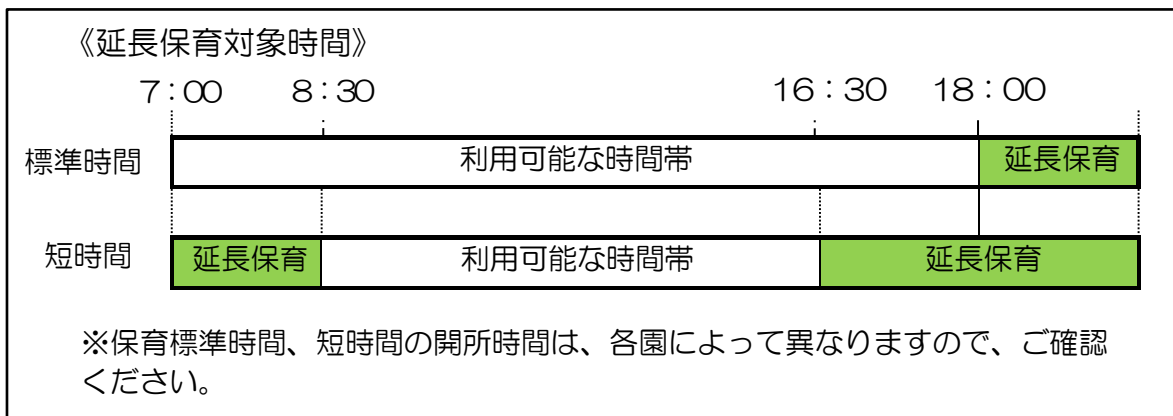 《延長保育対象時間》
7:00 8:30 16:30 18:00
標準時間 利用可能な時間帯 延長保育
短時間 延長保育 利用可能な時間帯 延長保育
※保育標準時間、短時間の開所時間は、各園によって異なりますので、ご確認
ください。